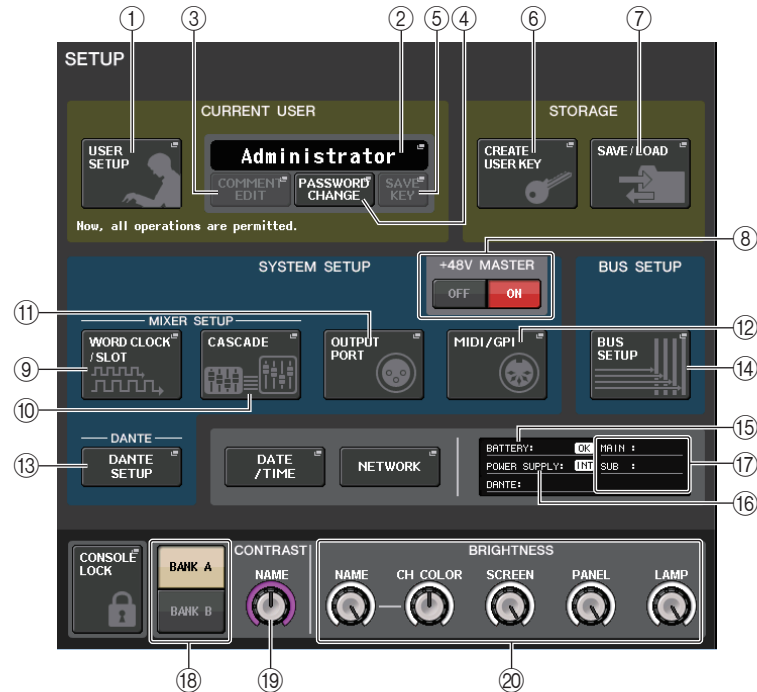 ① ③ ② ⑤ ④ ⑥ ⑦
SETUP
CURRENT USER
STORAGE
USER SETUP
Administrator
COMMENT EDIT
PASSWORD CHANGE
SAVE KEY
CREATE USER KEY
SAVE/LOAD
Now, all operations are permitted.
⑧
SYSTEM SETUP
+48V MASTER
BUS SETUP
OFF
ON
⑪
MIXER SETUP
⑫
WORD CLOCK /SLOT
CASCADE
OUTPUT PORT
MIDI/GPI
BUS SETUP
⑨
⑩
⑭
DANTE
⑬
DANTE SETUP
DATE /TIME
NETWORK
BATTERY: OK
MAIN :
POWER SUPPLY: INT
SUB :
DANTE:
⑮
⑰
⑯
CONSOLE LOCK
BANK A
BANK B
CONTRAST
NAME
BRIGHTNESS
NAME
CH COLOR
SCREEN
PANEL
LAMP
⑱ ⑲ ⑳